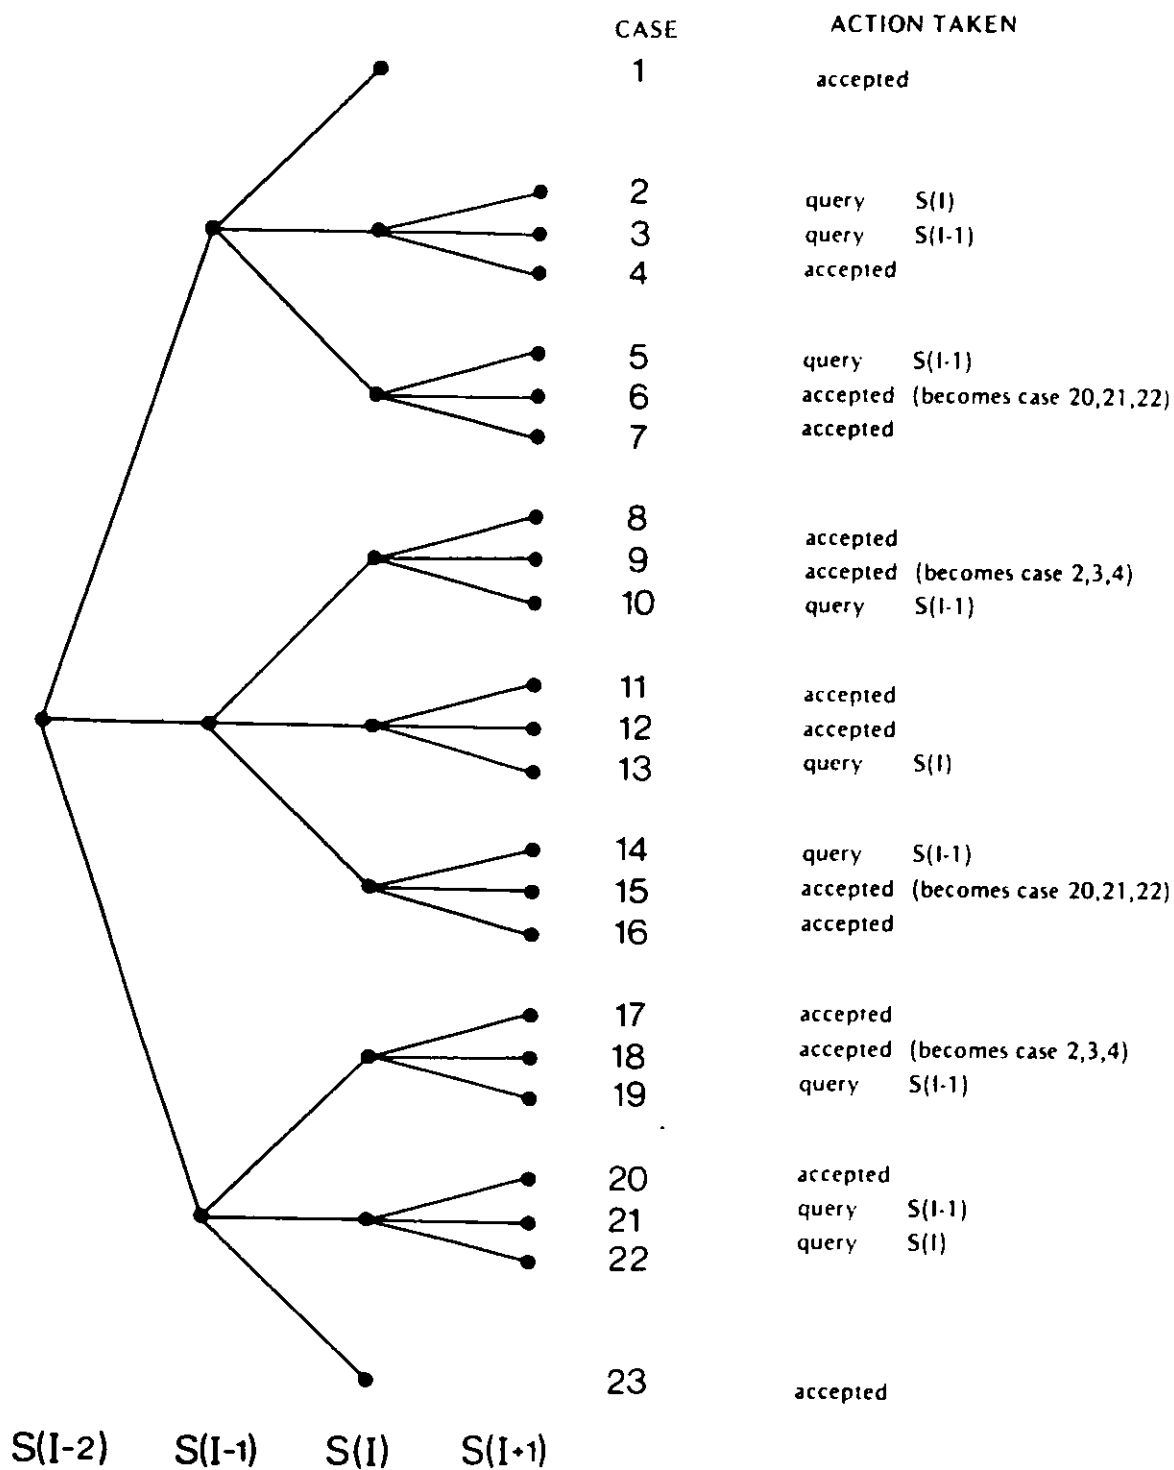 CASE ACTION TAKEN
1 accepted
2 query S(I)
3 query S(I-1)
4 accepted
5 query S(I-1)
6 accepted (becomes case 20,21,22)
7 accepted
8 accepted
9 accepted (becomes case 2,3,4)
10 query S(I-1)
11 accepted
12 accepted
13 query S(I)
14 query S(I-1)
15 accepted (becomes case 20,21,22)
16 accepted
17 accepted
18 accepted (becomes case 2,3,4)
19 query S(I-1)
20 accepted
21 query S(I-1)
22 query S(I)
23 accepted
S(I-2) S(I-1) S(I) S(I+1)